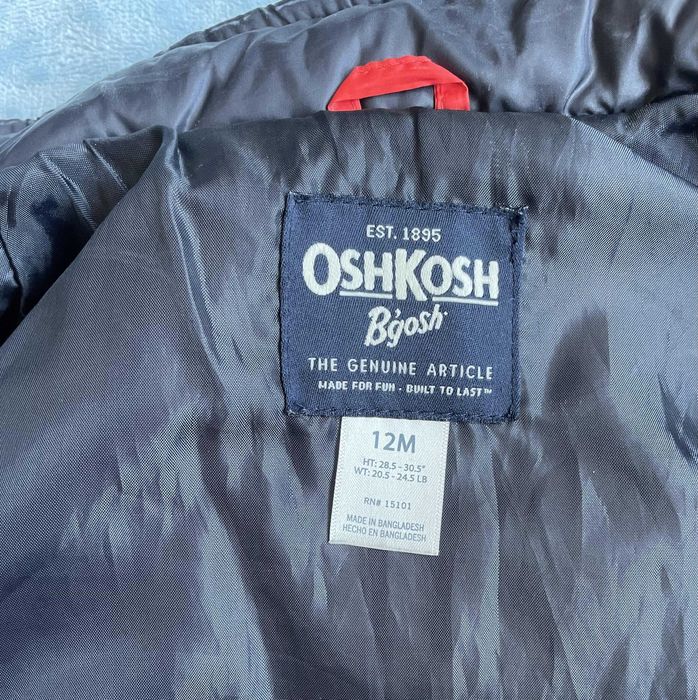 EST. 1895
OSHKOSH
B'gosh
THE GENUINE ARTICLE
MADE FOR FUN · BUILT TO LAST™
12M
HT: 28.5 - 30.5"
WT: 20.5 - 24.5 LB
RN# 15101
MADE IN BANGLADESH
HECHO EN BANGLADESH